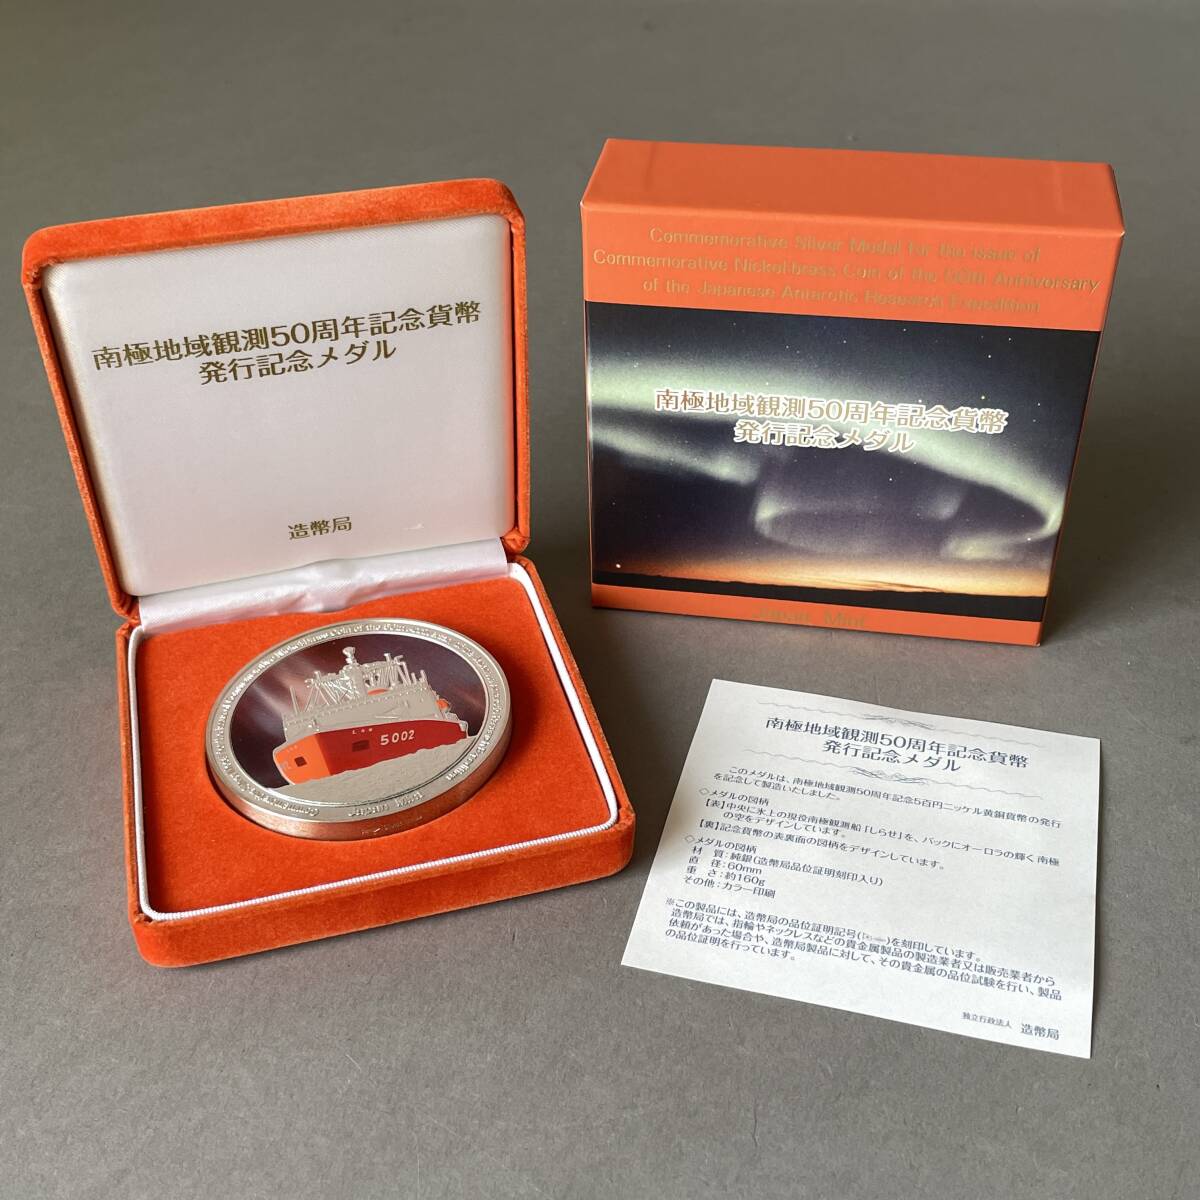 南極地域観測50周年記念貨幣
発行記念メダル
造幣局
Commemorative Silver Medal for the issue of
Commemorative Nickel-brass Coin of the 50th Anniversary
of the Japanese Antarctic Research Expedition
南極地域観測50周年記念貨幣
発行記念メダル
Japan Mint
5002
Japan Mint
南極地域観測50周年記念貨幣
発行記念メダル
このメダルは、南極地域観測50周年記念5百円ニッケル黄銅貨幣の発行
を記念して製造いたしました。
◇メダルの図柄
【表】中央に氷上の現役南極観測船「しらせ」を、バックにオーロラの輝く南極
の空をデザインしています。
【裏】記念貨幣の表裏面の図柄をデザインしています。
◇メダルの図柄
材 質：純銀(造幣局品位証明刻印入り)
直 径：60mm
重 さ：約160g
その他：カラー印刷
※この製品には、造幣局の品位証明記号( )を刻印しています。
造幣局では、指輪やネックレスなどの貴金属製品の製造業者又は販売業者から
依頼があった場合や、造幣局製品に対して、その貴金属の品位試験を行い、製品
の品位証明を行っています。
独立行政法人 造幣局